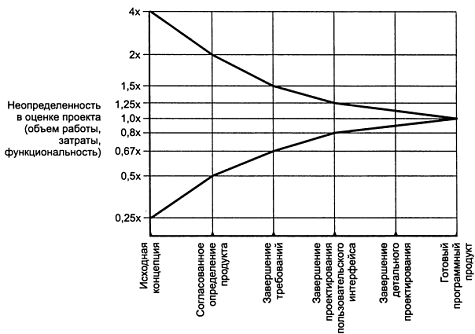 4x
2x
1,5x
1,25x
1,0x
0,8x
0,67x
0,5x
0,25x
Неопределенность
в оценке проекта
(объем работы,
затраты,
функциональность)
Исходная
концепция
Согласованное
определение
продукта
Завершение
требований
Завершение
проектирования
пользовательского
интерфейса
Завершение
детального
проектирования
Готовый
программный
продукт